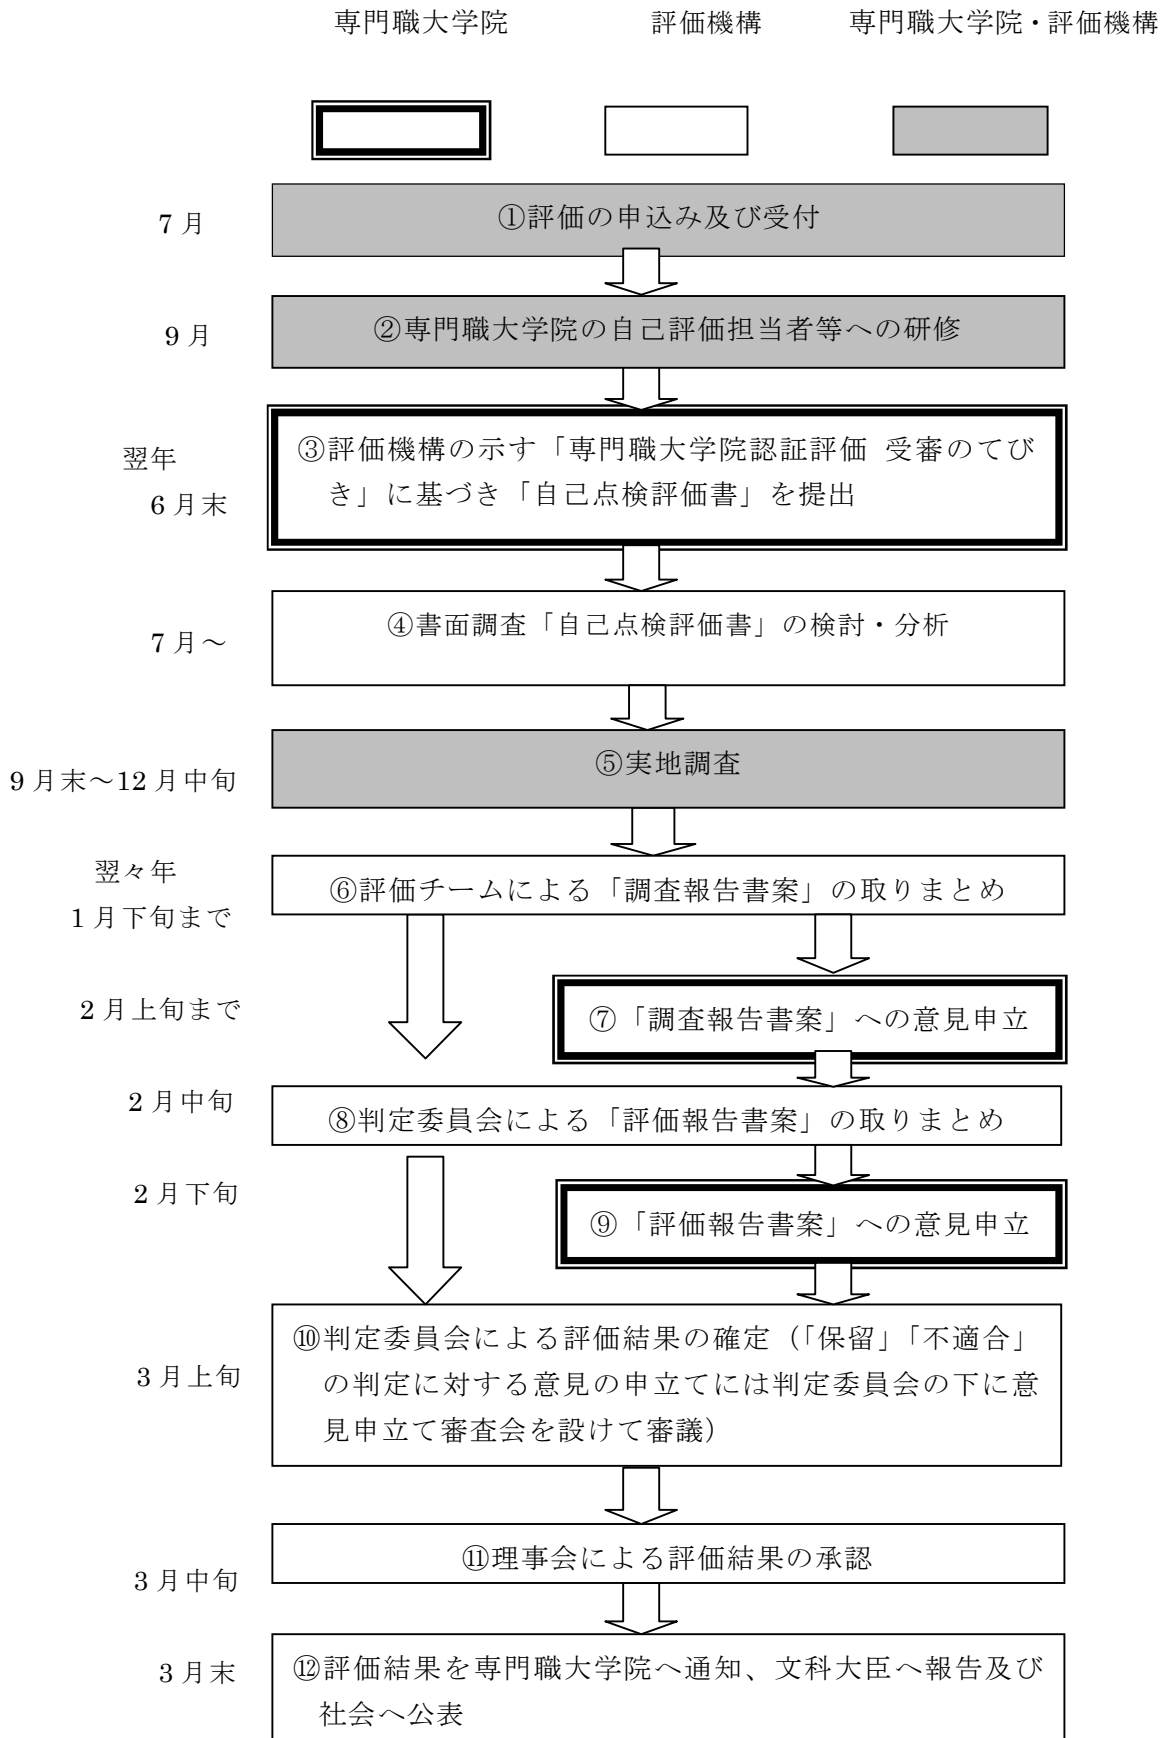 専門職大学院 評価機構 専門職大学院・評価機構
7月 ①評価の申込み及び受付
9月 ②専門職大学院の自己評価担当者等への研修
翌年
6月末
③評価機構の示す「専門職大学院認証評価 受審のてび
き」に基づき「自己点検評価書」を提出
7月～ ④書面調査「自己点検評価書」の検討・分析
9月末～12月中旬 ⑤実地調査
翌々年
1月下旬まで
⑥評価チームによる「調査報告書案」の取りまとめ
2月上旬まで ⑦「調査報告書案」への意見申立
2月中旬 ⑧判定委員会による「評価報告書案」の取りまとめ
2月下旬 ⑨「評価報告書案」への意見申立
3月上旬
⑩判定委員会による評価結果の確定（「保留」「不適合」
の判定に対する意見の申立てには判定委員会の下に意
見申立て審査会を設けて審議）
3月中旬 ⑪理事会による評価結果の承認
3月末 ⑫評価結果を専門職大学院へ通知、文科大臣へ報告及び
社会へ公表